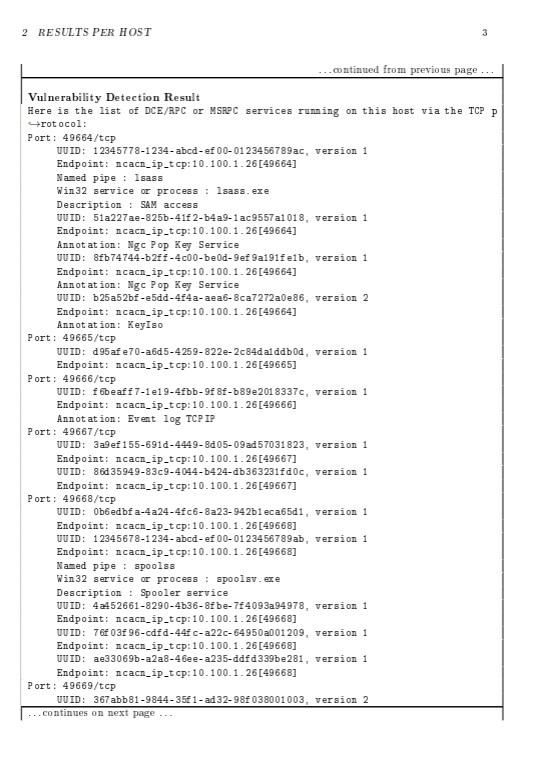 2 RESULTS PER HOST 3
...continued from previous page ...
Vulnerability Detection Result
Here is the list of DCE/RPC or MSRPC services running on this host via the TCP p
↪rotocol:
Port: 49664/tcp
UUID: 12345778-1234-abcd-ef00-0123456789ac, version 1
Endpoint: ncacn_ip_tcp:10.100.1.26[49664]
Named pipe : lsass
Win32 service or process : lsass.exe
Description : SAM access
UUID: 51a227ae-825b-41f2-b4a9-1ac9557a1018, version 1
Endpoint: ncacn_ip_tcp:10.100.1.26[49664]
Annotation: Ngc Pop Key Service
UUID: 8fb74744-b2ff-4c00-be0d-9ef9a191fe1b, version 1
Endpoint: ncacn_ip_tcp:10.100.1.26[49664]
Annotation: Ngc Pop Key Service
UUID: b25a52bf-e5dd-4f4a-aea6-8ca7272a0e86, version 2
Endpoint: ncacn_ip_tcp:10.100.1.26[49664]
Annotation: KeyIso
Port: 49665/tcp
UUID: d95afe70-a6d5-4259-822e-2c84da1ddb0d, version 1
Endpoint: ncacn_ip_tcp:10.100.1.26[49665]
Port: 49666/tcp
UUID: f6beaff7-1e19-4fbb-9f8f-b89e2018337c, version 1
Endpoint: ncacn_ip_tcp:10.100.1.26[49666]
Annotation: Event log TCPIP
Port: 49667/tcp
UUID: 3a9ef155-691d-4449-8d05-09ad57031823, version 1
Endpoint: ncacn_ip_tcp:10.100.1.26[49667]
UUID: 86d35949-83c9-4044-b424-db363231fd0c, version 1
Endpoint: ncacn_ip_tcp:10.100.1.26[49667]
Port: 49668/tcp
UUID: 0b6edbfa-4a24-4fc6-8a23-942b1eca65d1, version 1
Endpoint: ncacn_ip_tcp:10.100.1.26[49668]
UUID: 12345678-1234-abcd-ef00-0123456789ab, version 1
Endpoint: ncacn_ip_tcp:10.100.1.26[49668]
Named pipe : spoolss
Win32 service or process : spoolsv.exe
Description : Spooler service
UUID: 4a452661-8290-4b36-8fbe-7f4093a94978, version 1
Endpoint: ncacn_ip_tcp:10.100.1.26[49668]
UUID: 76f03f96-cdfd-44fc-a22c-64950a001209, version 1
Endpoint: ncacn_ip_tcp:10.100.1.26[49668]
UUID: ae33069b-a2a8-46ee-a235-ddfd339be281, version 1
Endpoint: ncacn_ip_tcp:10.100.1.26[49668]
Port: 49669/tcp
UUID: 367abb81-9844-35f1-ad32-98f038001003, version 2
...continues on next page ...